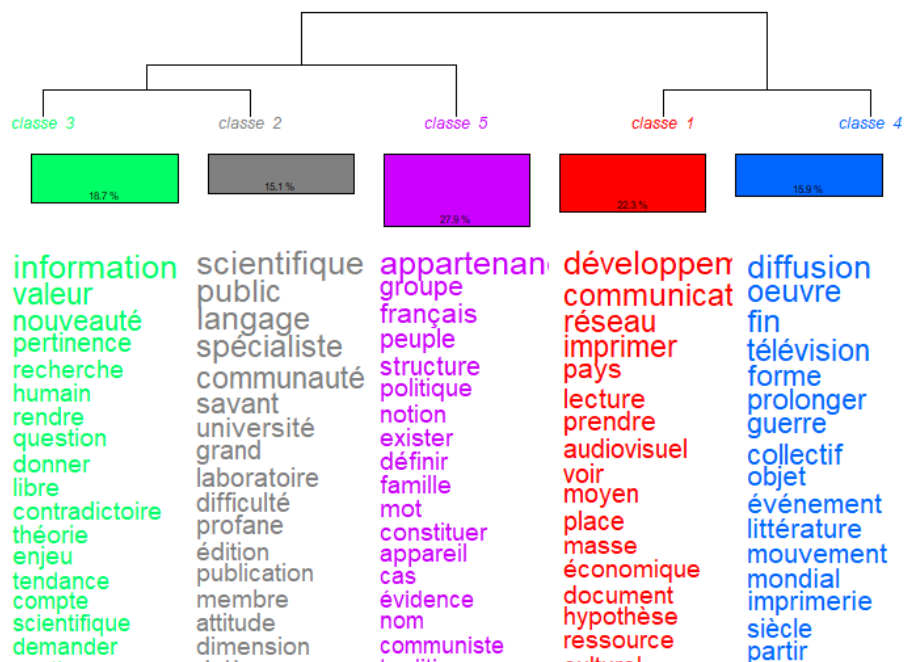 classe 3
classe 2
classe 5
classe 1
classe 4
18.7 %
15.1 %
27.9 %
22.3 %
15.9 %
information
valeur
nouveauté
pertinence
recherche
humain
rendre
question
donner
libre
contradictoire
théorie
enjeu
tendance
compte
scientifique
demander
scientifique
public
langage
spécialiste
communauté
savant
université
grand
laboratoire
difficulté
profane
édition
publication
membre
attitude
dimension
appartenan
groupe
français
peuple
structure
politique
notion
exister
définir
famille
mot
constituer
appareil
cas
évidence
nom
communiste
développem
communicat
réseau
imprimer
pays
lecture
prendre
audiovisuel
voir
moyen
place
masse
économique
document
hypothèse
ressource
diffusion
oeuvre
fin
télévision
forme
prolonger
guerre
collectif
objet
événement
littérature
mouvement
mondial
imprimerie
siècle
partir